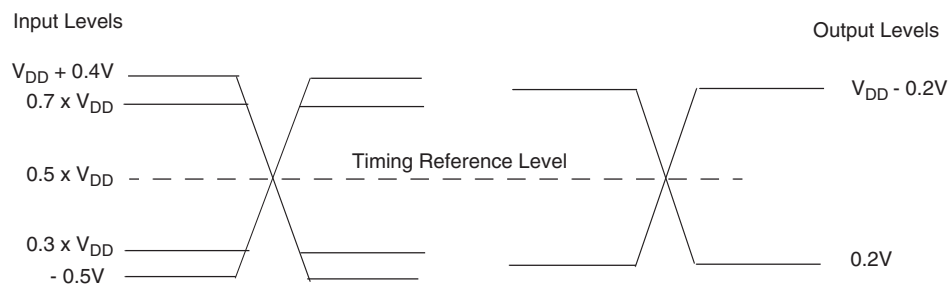 Input Levels
Output Levels
V_DD + 0.4V
V_DD - 0.2V
0.7 x V_DD
Timing Reference Level
0.5 x V_DD
0.3 x V_DD
0.2V
- 0.5V